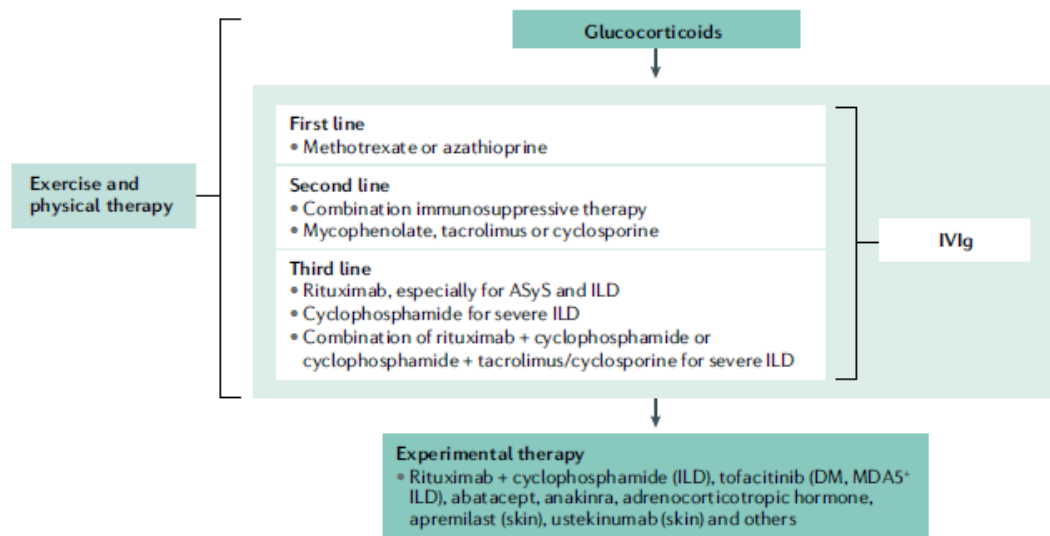 Glucocorticoids
First line
• Methotrexate or azathioprine
Exercise and
physical therapy
Second line
• Combination immunosuppressive therapy
• Mycophenolate, tacrolimus or cyclosporine
IVIg
Third line
• Rituximab, especially for ASyS and ILD
• Cyclophosphamide for severe ILD
• Combination of rituximab + cyclophosphamide or
cyclophosphamide + tacrolimus/cyclosporine for severe ILD
Experimental therapy
• Rituximab + cyclophosphamide (ILD), tofacitinib (DM, MDA5⁺
ILD), abatacept, anakinra, adrenocorticotropic hormone,
apremilast (skin), ustekinumab (skin) and others